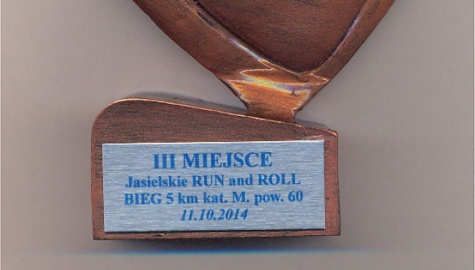 III MIEJSCE
Jasielskie RUN and ROLL
BIEG 5 km kat. M. pow. 60
11.10.2014